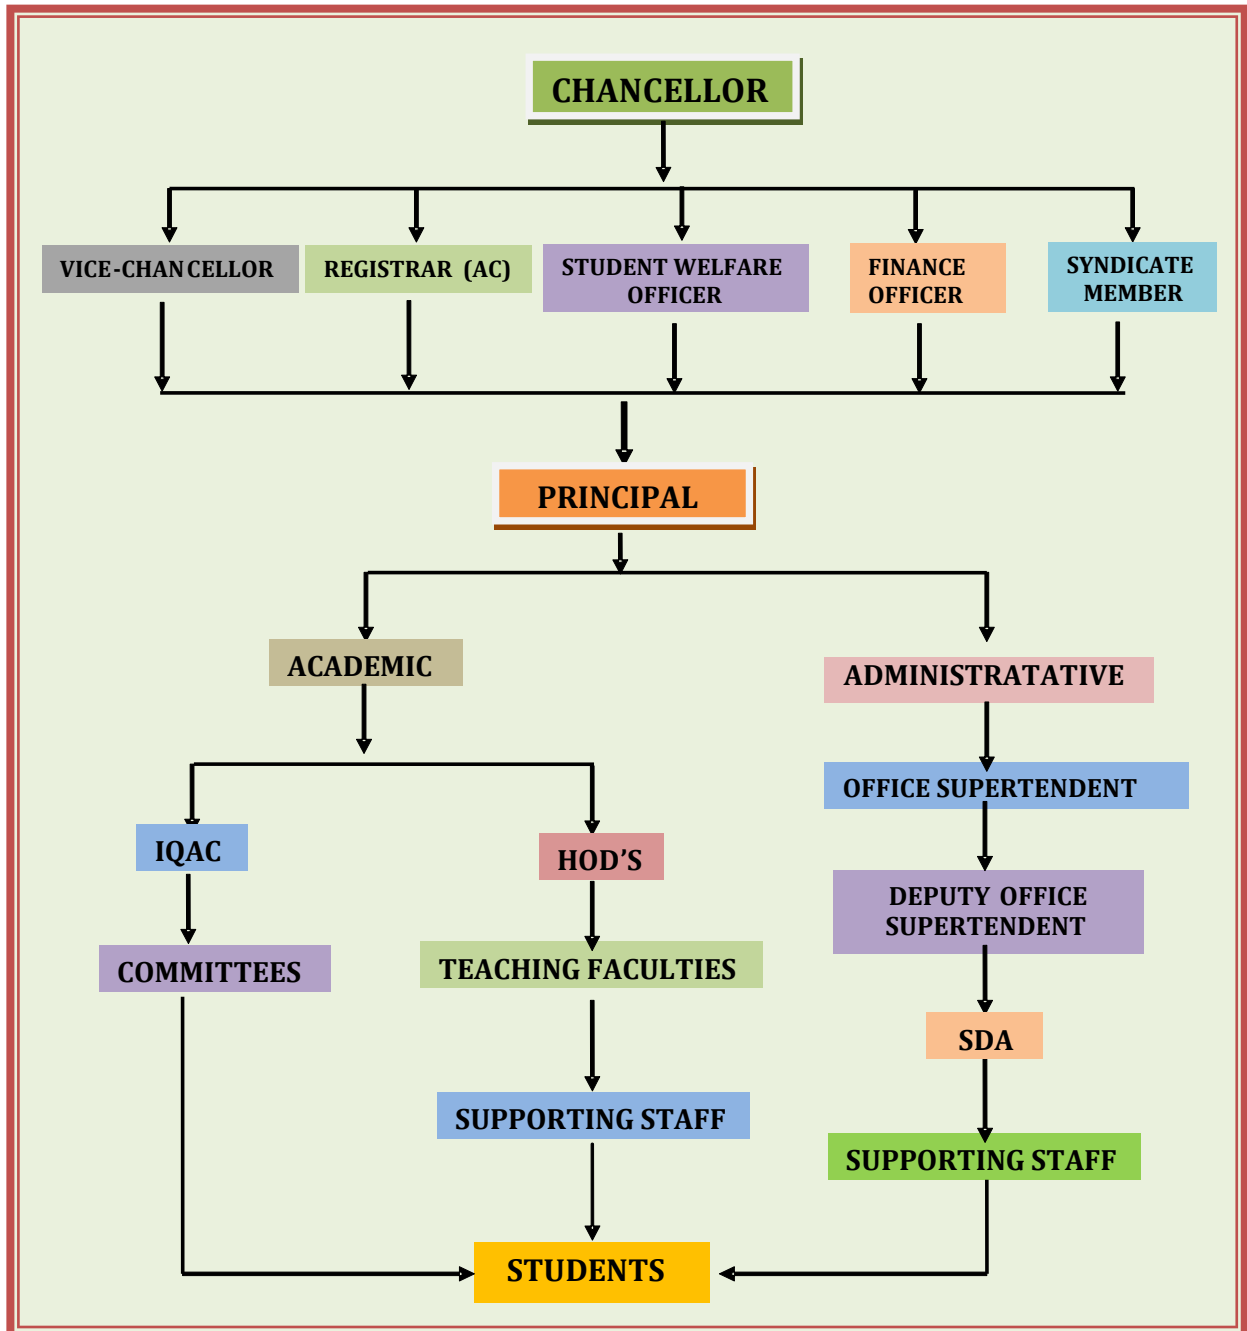 CHANCELLOR
VICE-CHANCELLOR
REGISTRAR (AC)
STUDENT WELFARE
OFFICER
FINANCE
OFFICER
SYNDICATE
MEMBER
PRINCIPAL
ACADEMIC
ADMINISTRATATIVE
OFFICE SUPERTENDENT
IQAC
HOD'S
DEPUTY OFFICE
SUPERTENDENT
COMMITTEES
TEACHING FACULTIES
SDA
SUPPORTING STAFF
SUPPORTING STAFF
STUDENTS